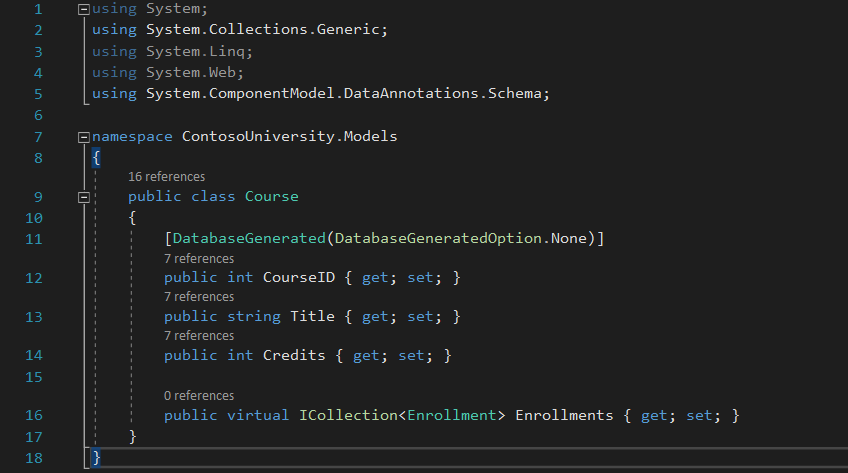 1 using System;
2 using System.Collections.Generic;
3 using System.Linq;
4 using System.Web;
5 using System.ComponentModel.DataAnnotations.Schema;
6
7 namespace ContosoUniversity.Models
8 {
16 references
9 public class Course
10 {
11 [DatabaseGenerated(DatabaseGeneratedOption.None)]
7 references
12 public int CourseID { get; set; }
7 references
13 public string Title { get; set; }
7 references
14 public int Credits { get; set; }
15
0 references
16 public virtual ICollection<Enrollment> Enrollments { get; set; }
17 }
18 }